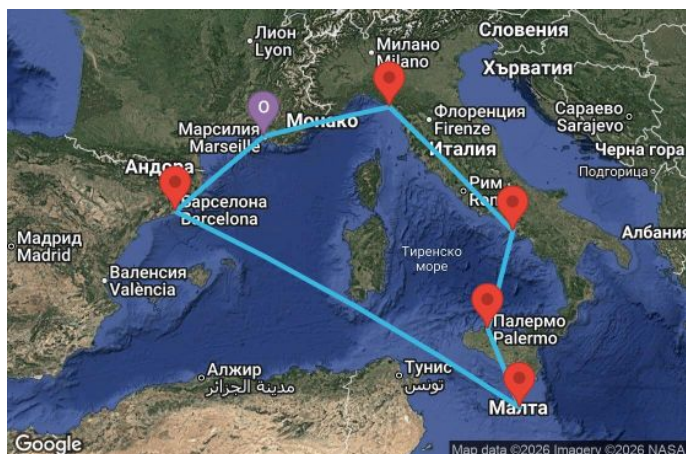 Словения
Лион
Lyon
Милано
Milano
Хърватия
О
Монако
Флоренция
Firenze
Сараево
Sarajevo
Марсилия
Marseille
Италия
Черна гора
Андора
Подгорица
Рим
Барселона
Barcelona
Мадрид
Madrid
Албания
Тиренско
море
Валенсия
València
Палермо
Palermo
Алжир
مدينة الجزائر
Тунис
تونس
Малта
Google
Map data ©2026 Imagery ©2026 NASA